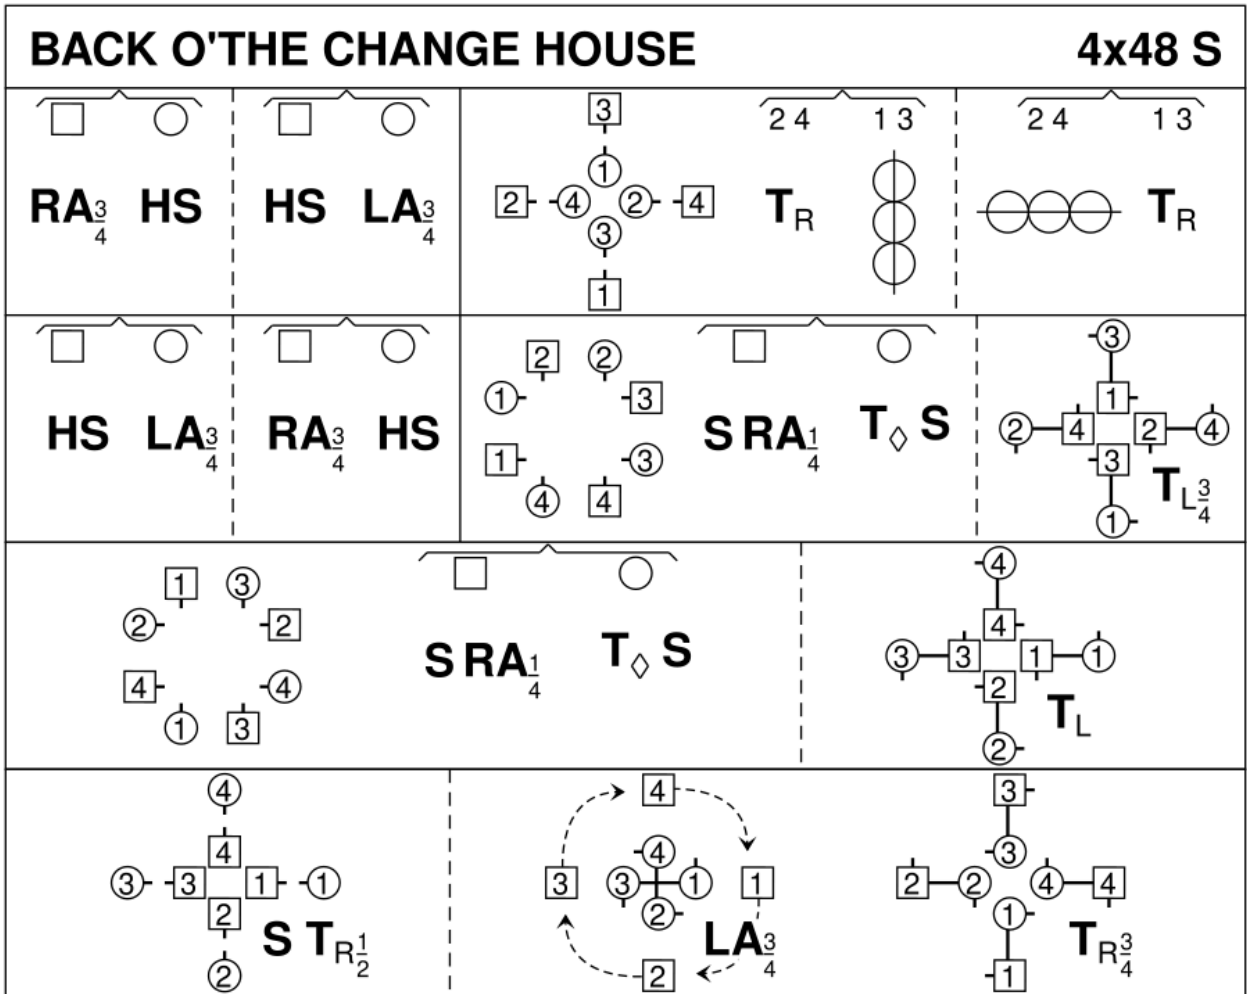 BACK O'THE CHANGE HOUSE 4x48 S
3
2 4 1 3 2 4 1 3
1
RA3/4 HS HS LA3/4 2 4 2 4 TR TR
3
1
2 2 3
1 3 1
HS LA3/4 RA3/4 HS S RA1/4 T◊ S 2 4 2 4
1 3 3 TL3/4
4 4 1
1 3 4
2 2 4
S RA1/4 T◊ S 3 3 1 1
4 4 2 TL
1 3 2
4 4 3
4 4 3
3 3 1 1 3 3 1 1 2 2 4 4
2 S TR1/2 2 LA3/4 1 TR3/4
2 2 1